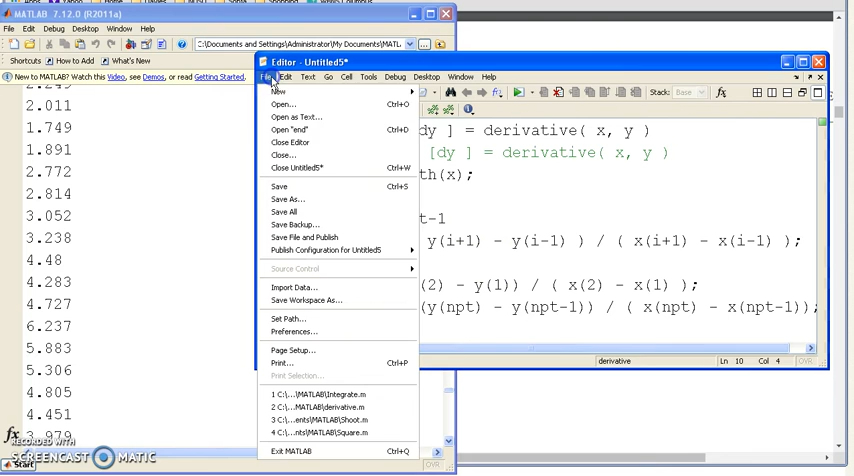 MATLAB 7.12.0 (R2011a)
File Edit Debug Desktop Window Help
C:\Documents and Settings\Administrator\My Documents\MATLAB
Shortcuts How to Add What's New
New to MATLAB? Watch this Video, see Demos, or read Getting Started.
2.011
1.749
1.891
2.772
2.814
3.052
3.238
4.48
4.283
4.727
6.237
5.883
5.306
4.805
4.451
3.979
fx
RECORDED WITH
SCREENCAST MATIC
Start
OVR
Editor - Untitled5*
File Edit Text Go Cell Tools Debug Desktop Window Help
Stack: Base fx
New
Open... Ctrl+O
Open as Text...
Open "end" Ctrl+D
Close Editor
Close...
Close Untitled5* Ctrl+W
Save Ctrl+S
Save As...
Save All
Save Backup...
Save File and Publish
Publish Configuration for Untitled5
Source Control
Import Data...
Save Workspace As...
Set Path...
Preferences...
Page Setup...
Print... Ctrl+P
Print Selection...
1 C:\...\MATLAB\Integrate.m
2 C:\...MATLAB\derivative.m
3 C:\...ents\MATLAB\Shoot.m
4 C:\...nts\MATLAB\Square.m
Exit MATLAB Ctrl+Q
dy ] = derivative( x, y )
[dy ] = derivative( x, y )
th(x);
pt-1
y(i+1) - y(i-1) ) / ( x(i+1) - x(i-1) );
(2) - y(1)) / ( x(2) - x(1) );
(y(npt) - y(npt-1)) / ( x(npt) - x(npt-1));
derivative Ln 10 Col 4 OVR